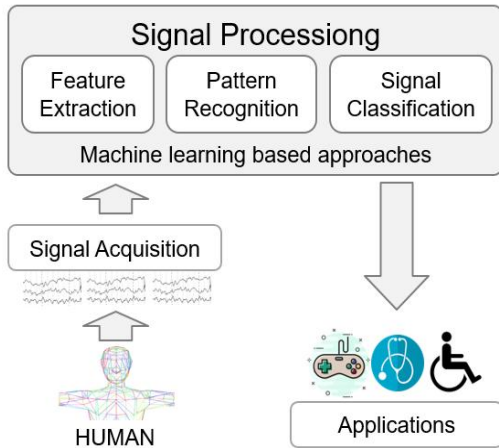 Signal Processiong
Feature
Extraction
Pattern
Recognition
Signal
Classification
Machine learning based approaches
Signal Acquisition
HUMAN
Applications